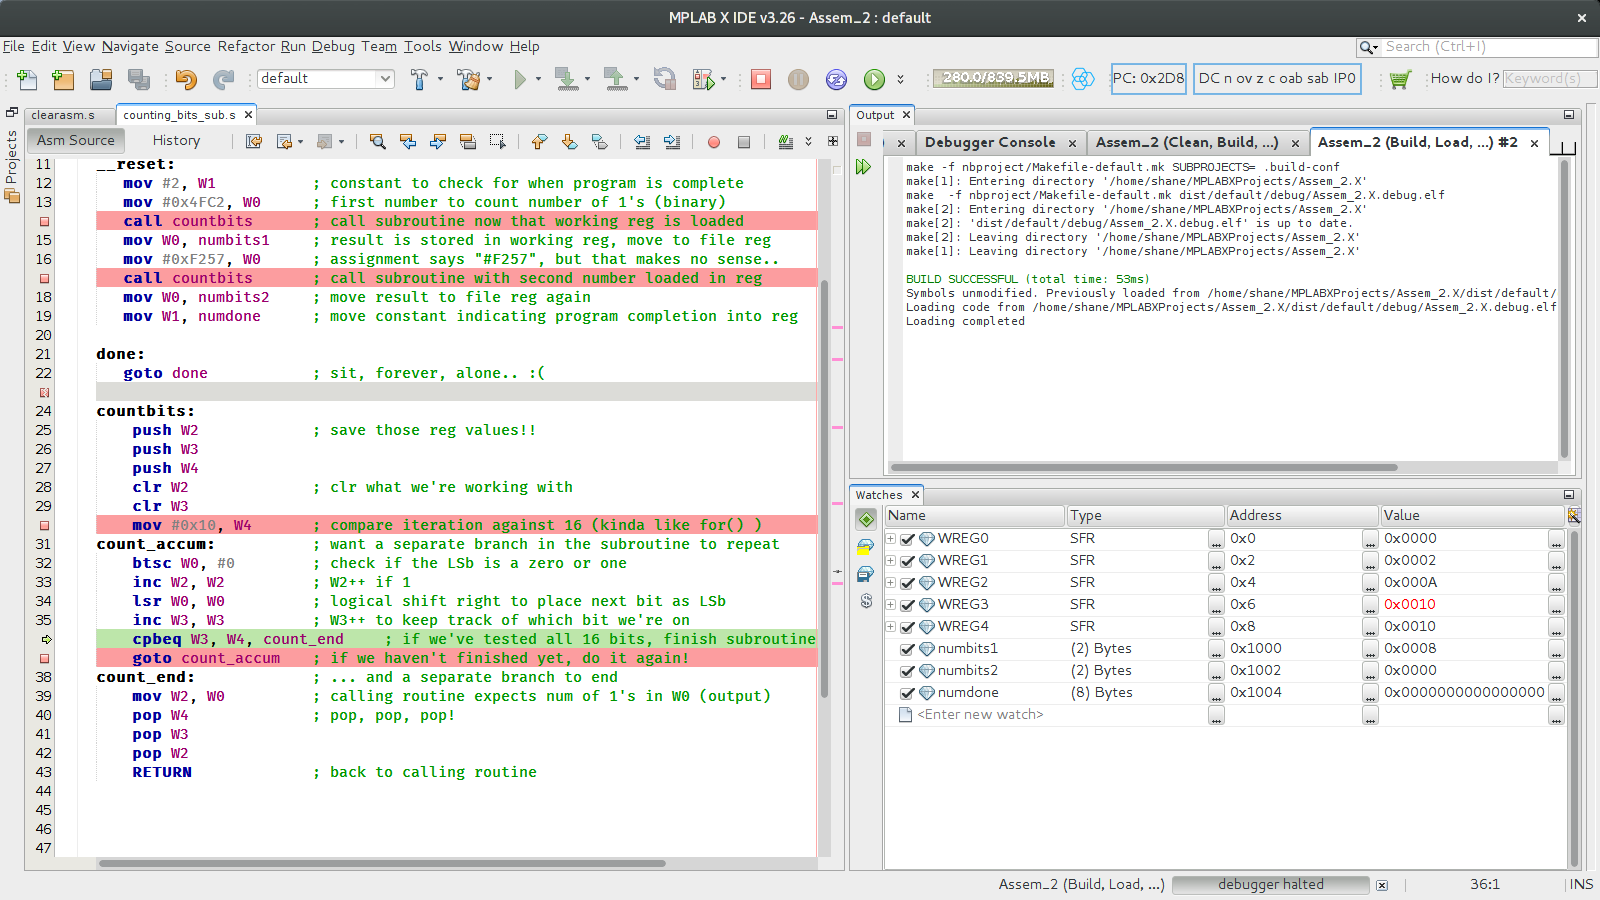 MPLAB X IDE v3.26 - Assem_2 : default
File Edit View Navigate Source Refactor Run Debug Team Tools Window Help
Search (Ctrl+I)
default
280.0/839.5MB
PC: 0x2D8
DC n ov z c oab sab IP0
How do I?
Keyword(s)
Projects
clearasm.s
counting_bits_sub.s
Asm Source
History
11 __reset:
12 mov #2, W1 ; constant to check for when program is complete
13 mov #0x4FC2, W0 ; first number to count number of 1's (binary)
call countbits ; call subroutine now that working reg is loaded
15 mov W0, numbits1 ; result is stored in working reg, move to file reg
16 mov #0xF257, W0 ; assignment says "#F257", but that makes no sense..
call countbits ; call subroutine with second number loaded in reg
18 mov W0, numbits2 ; move result to file reg again
19 mov W1, numdone ; move constant indicating program completion into reg
20
21 done:
22 goto done ; sit, forever, alone.. :(
24 countbits:
25 push W2 ; save those reg values!!
26 push W3
27 push W4
28 clr W2 ; clr what we're working with
29 clr W3
mov #0x10, W4 ; compare iteration against 16 (kinda like for() )
31 count_accum: ; want a separate branch in the subroutine to repeat
32 btsc W0, #0 ; check if the LSb is a zero or one
33 inc W2, W2 ; W2++ if 1
34 lsr W0, W0 ; logical shift right to place next bit as LSb
35 inc W3, W3 ; W3++ to keep track of which bit we're on
cpbeq W3, W4, count_end ; if we've tested all 16 bits, finish subroutine
goto count_accum ; if we haven't finished yet, do it again!
38 count_end: ; ... and a separate branch to end
39 mov W2, W0 ; calling routine expects num of 1's in W0 (output)
40 pop W4 ; pop, pop, pop!
41 pop W3
42 pop W2
43 RETURN ; back to calling routine
44
45
46
47
Output
Debugger Console
Assem_2 (Clean, Build, ...)
Assem_2 (Build, Load, ...) #2
make -f nbproject/Makefile-default.mk SUBPROJECTS= .build-conf
make[1]: Entering directory '/home/shane/MPLABXProjects/Assem_2.X'
make -f nbproject/Makefile-default.mk dist/default/debug/Assem_2.X.debug.elf
make[2]: Entering directory '/home/shane/MPLABXProjects/Assem_2.X'
make[2]: 'dist/default/debug/Assem_2.X.debug.elf' is up to date.
make[2]: Leaving directory '/home/shane/MPLABXProjects/Assem_2.X'
make[1]: Leaving directory '/home/shane/MPLABXProjects/Assem_2.X'
BUILD SUCCESSFUL (total time: 53ms)
Symbols unmodified. Previously loaded from /home/shane/MPLABXProjects/Assem_2.X/dist/default/
Loading code from /home/shane/MPLABXProjects/Assem_2.X/dist/default/debug/Assem_2.X.debug.elf
Loading completed
Watches
Name Type Address Value
WREG0 SFR ... 0x0 ... 0x0000 ...
WREG1 SFR ... 0x2 ... 0x0002 ...
WREG2 SFR ... 0x4 ... 0x000A ...
WREG3 SFR ... 0x6 ... 0x0010 ...
WREG4 SFR ... 0x8 ... 0x0010 ...
numbits1 (2) Bytes ... 0x1000 ... 0x0008 ...
numbits2 (2) Bytes ... 0x1002 ... 0x0000 ...
numdone (8) Bytes ... 0x1004 ... 0x0000000000000000 ...
<Enter new watch> ... ... ...
Assem_2 (Build, Load, ...)
debugger halted
36:1
INS